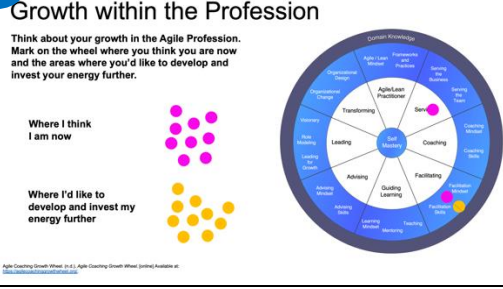 Growth within the Profession
Think about your growth in the Agile Profession.
Mark on the wheel where you think you are now
and the areas where you'd like to develop and
invest your energy further.
Where I think
I am now
Where I'd like to
develop and invest my
energy further
Domain Knowledge
Agile / Lean
Mindset
Frameworks
and
Practices
Serving
the
Business
Serving
the
Team
Coaching
Mindset
Coaching
Skills
Facilitation
Mindset
Facilitation
Skills
Teaching
Mentoring
Learning
Mindset
Advising
Skills
Advising
Mindset
Leading
for
Growth
Role
Modeling
Visionary
Organizational
Change
Organizational
Design
Agile/Lean
Practitioner
Coaching
Facilitating
Guiding
Learning
Advising
Leading
Transforming
Self
Mastery
Agile Coaching Growth Wheel. (n.d.). Agile Coaching Growth Wheel. [online] Available at:
https://agilecoachinggrowthwheel.org/